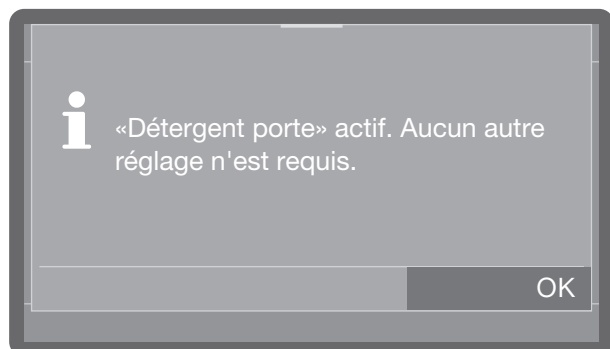 «Détergent porte» actif. Aucun autre
réglage n'est requis.
OK